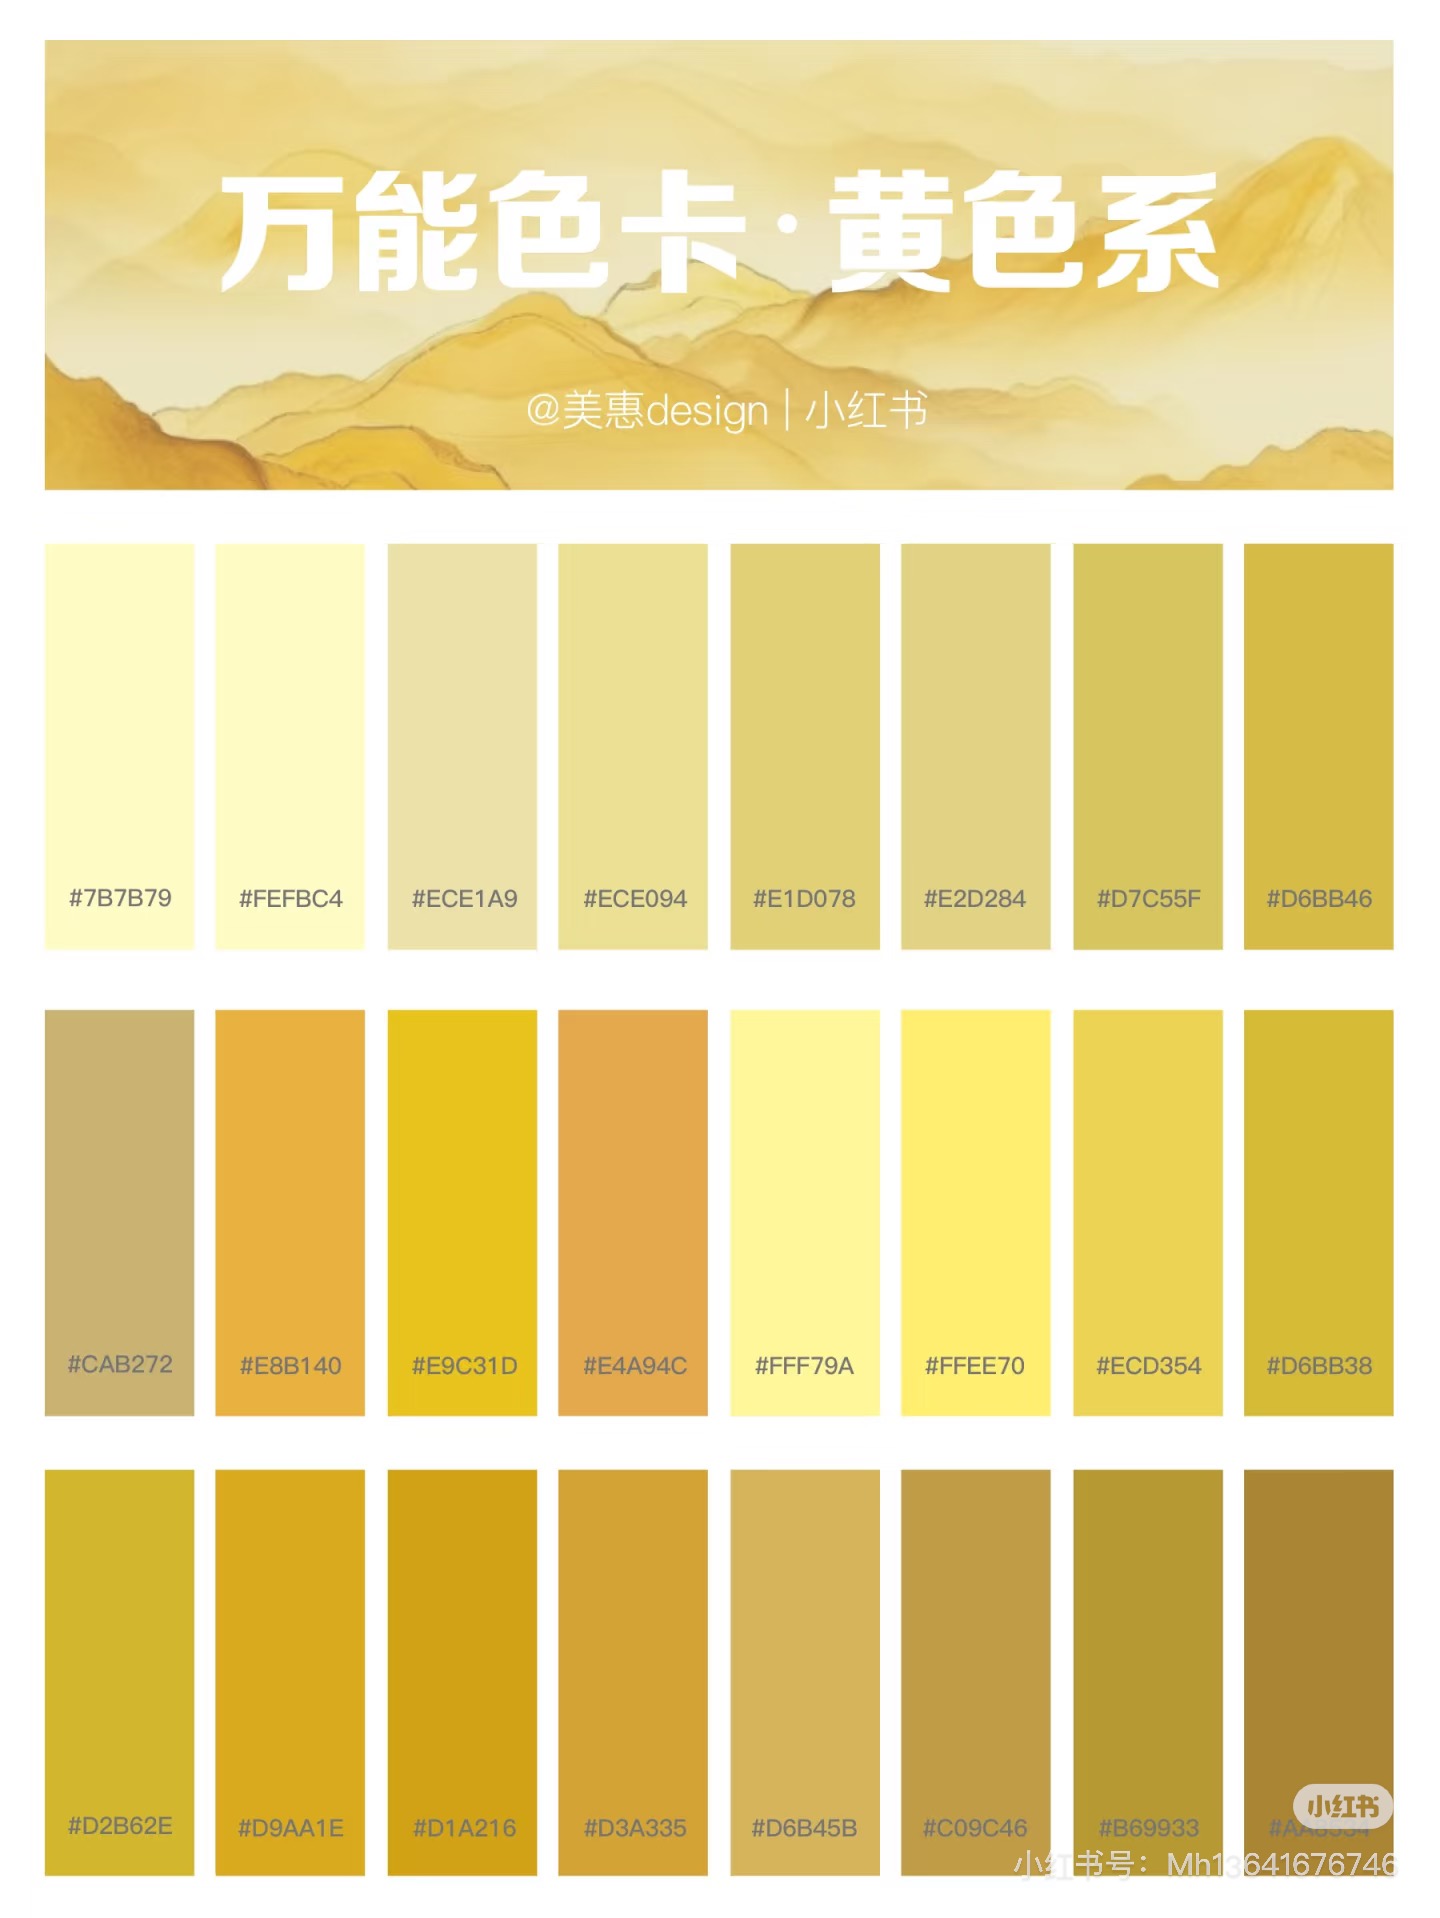 万能色卡·黄色系
@美惠design | 小红书
#7B7B79 #FEFBC4 #ECE1A9 #ECE094 #E1D078 #E2D284 #D7C55F #D6BB46
#CAB272 #E8B140 #E9C31D #E4A94C #FFF79A #FFEE70 #ECD354 #D6BB38
#D2B62E #D9AA1E #D1A216 #D3A335 #D6B45B #C09C46 #B69933
小红书
小红书号：Mh13641676746